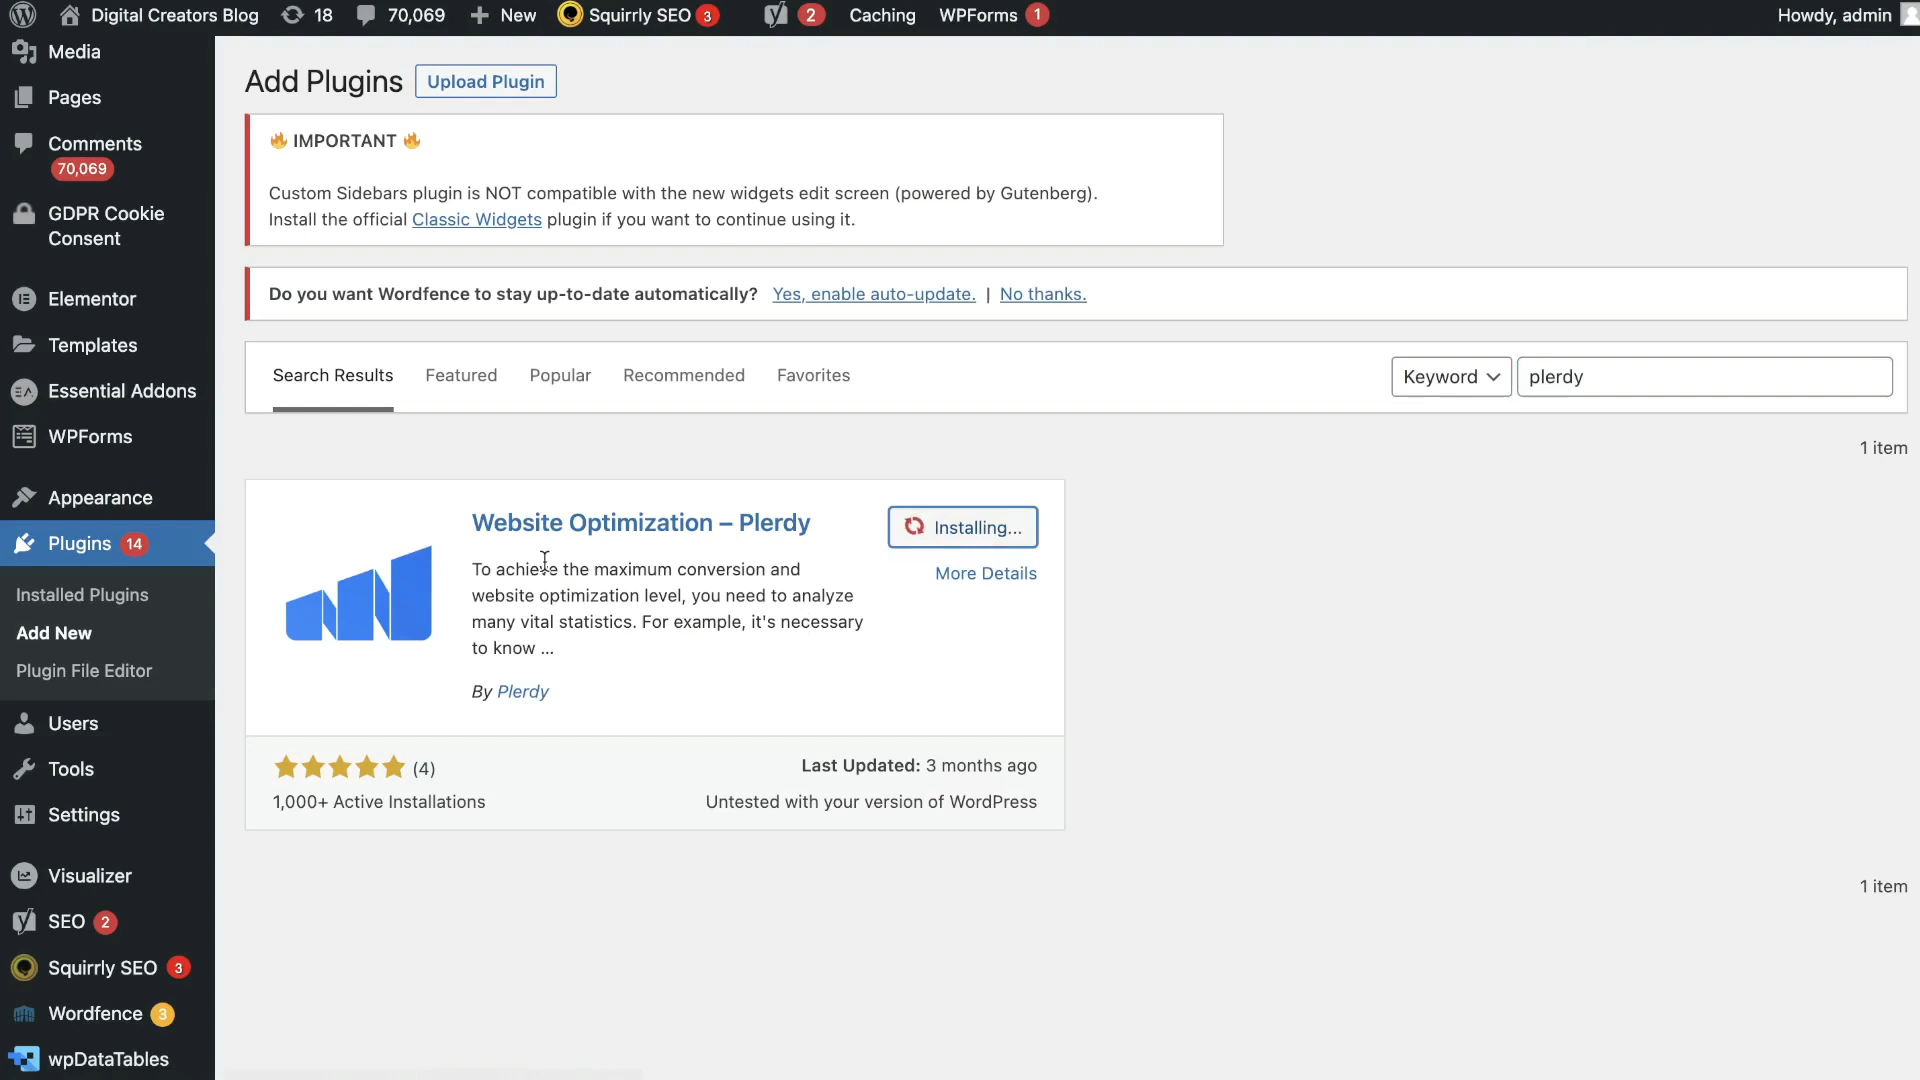 Digital Creators Blog 18 70,069 New Squirrly SEO 3 2 Caching WPForms 1 Howdy, admin
Media
Pages
Comments
70,069
GDPR Cookie
Consent
Elementor
Templates
Essential Addons
WPForms
Appearance
Plugins 14
Installed Plugins
Add New
Plugin File Editor
Users
Tools
Settings
Visualizer
SEO 2
Squirrly SEO 3
Wordfence 3
wpDataTables
Add Plugins Upload Plugin
🔥 IMPORTANT 🔥
Custom Sidebars plugin is NOT compatible with the new widgets edit screen (powered by Gutenberg).
Install the official Classic Widgets plugin if you want to continue using it.
Do you want Wordfence to stay up-to-date automatically? Yes, enable auto-update. | No thanks.
Search Results Featured Popular Recommended Favorites Keyword plerdy
1 item
Website Optimization – Plerdy
Installing...
More Details
To achieve the maximum conversion and
website optimization level, you need to analyze
many vital statistics. For example, it's necessary
to know ...
By Plerdy
(4)
Last Updated: 3 months ago
1,000+ Active Installations
Untested with your version of WordPress
1 item